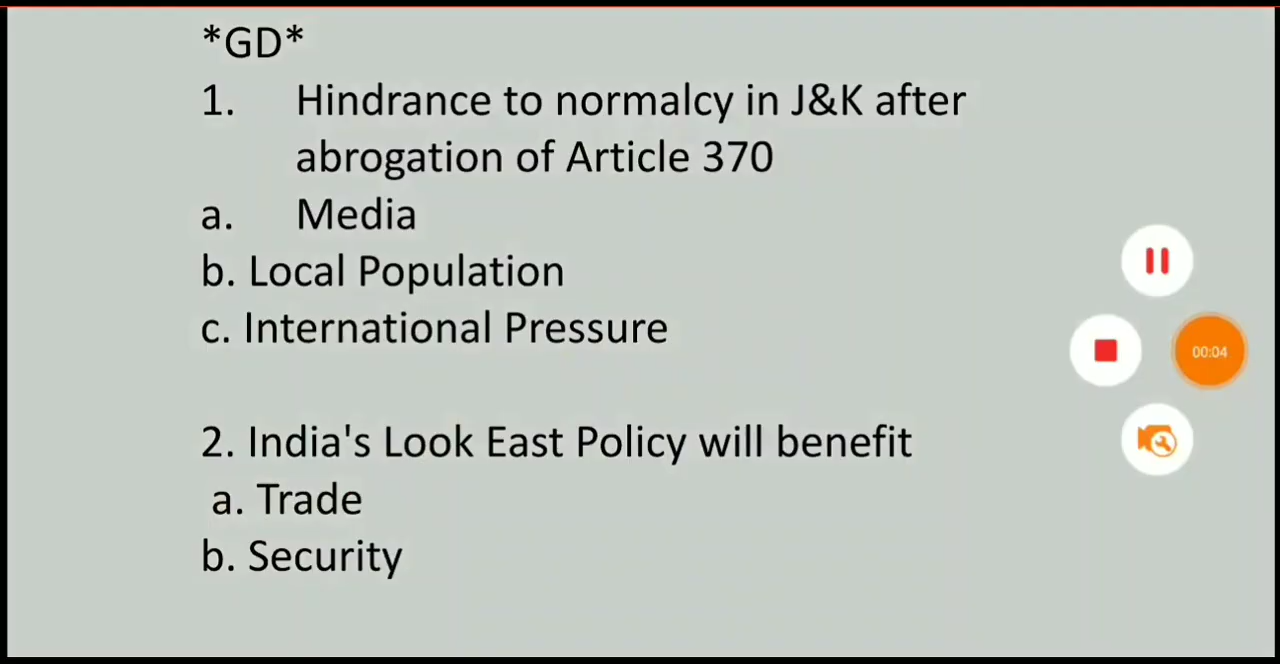 *GD*
1. Hindrance to normalcy in J&K after
abrogation of Article 370
a. Media
b. Local Population
c. International Pressure
2. India's Look East Policy will benefit
a. Trade
b. Security
00:04